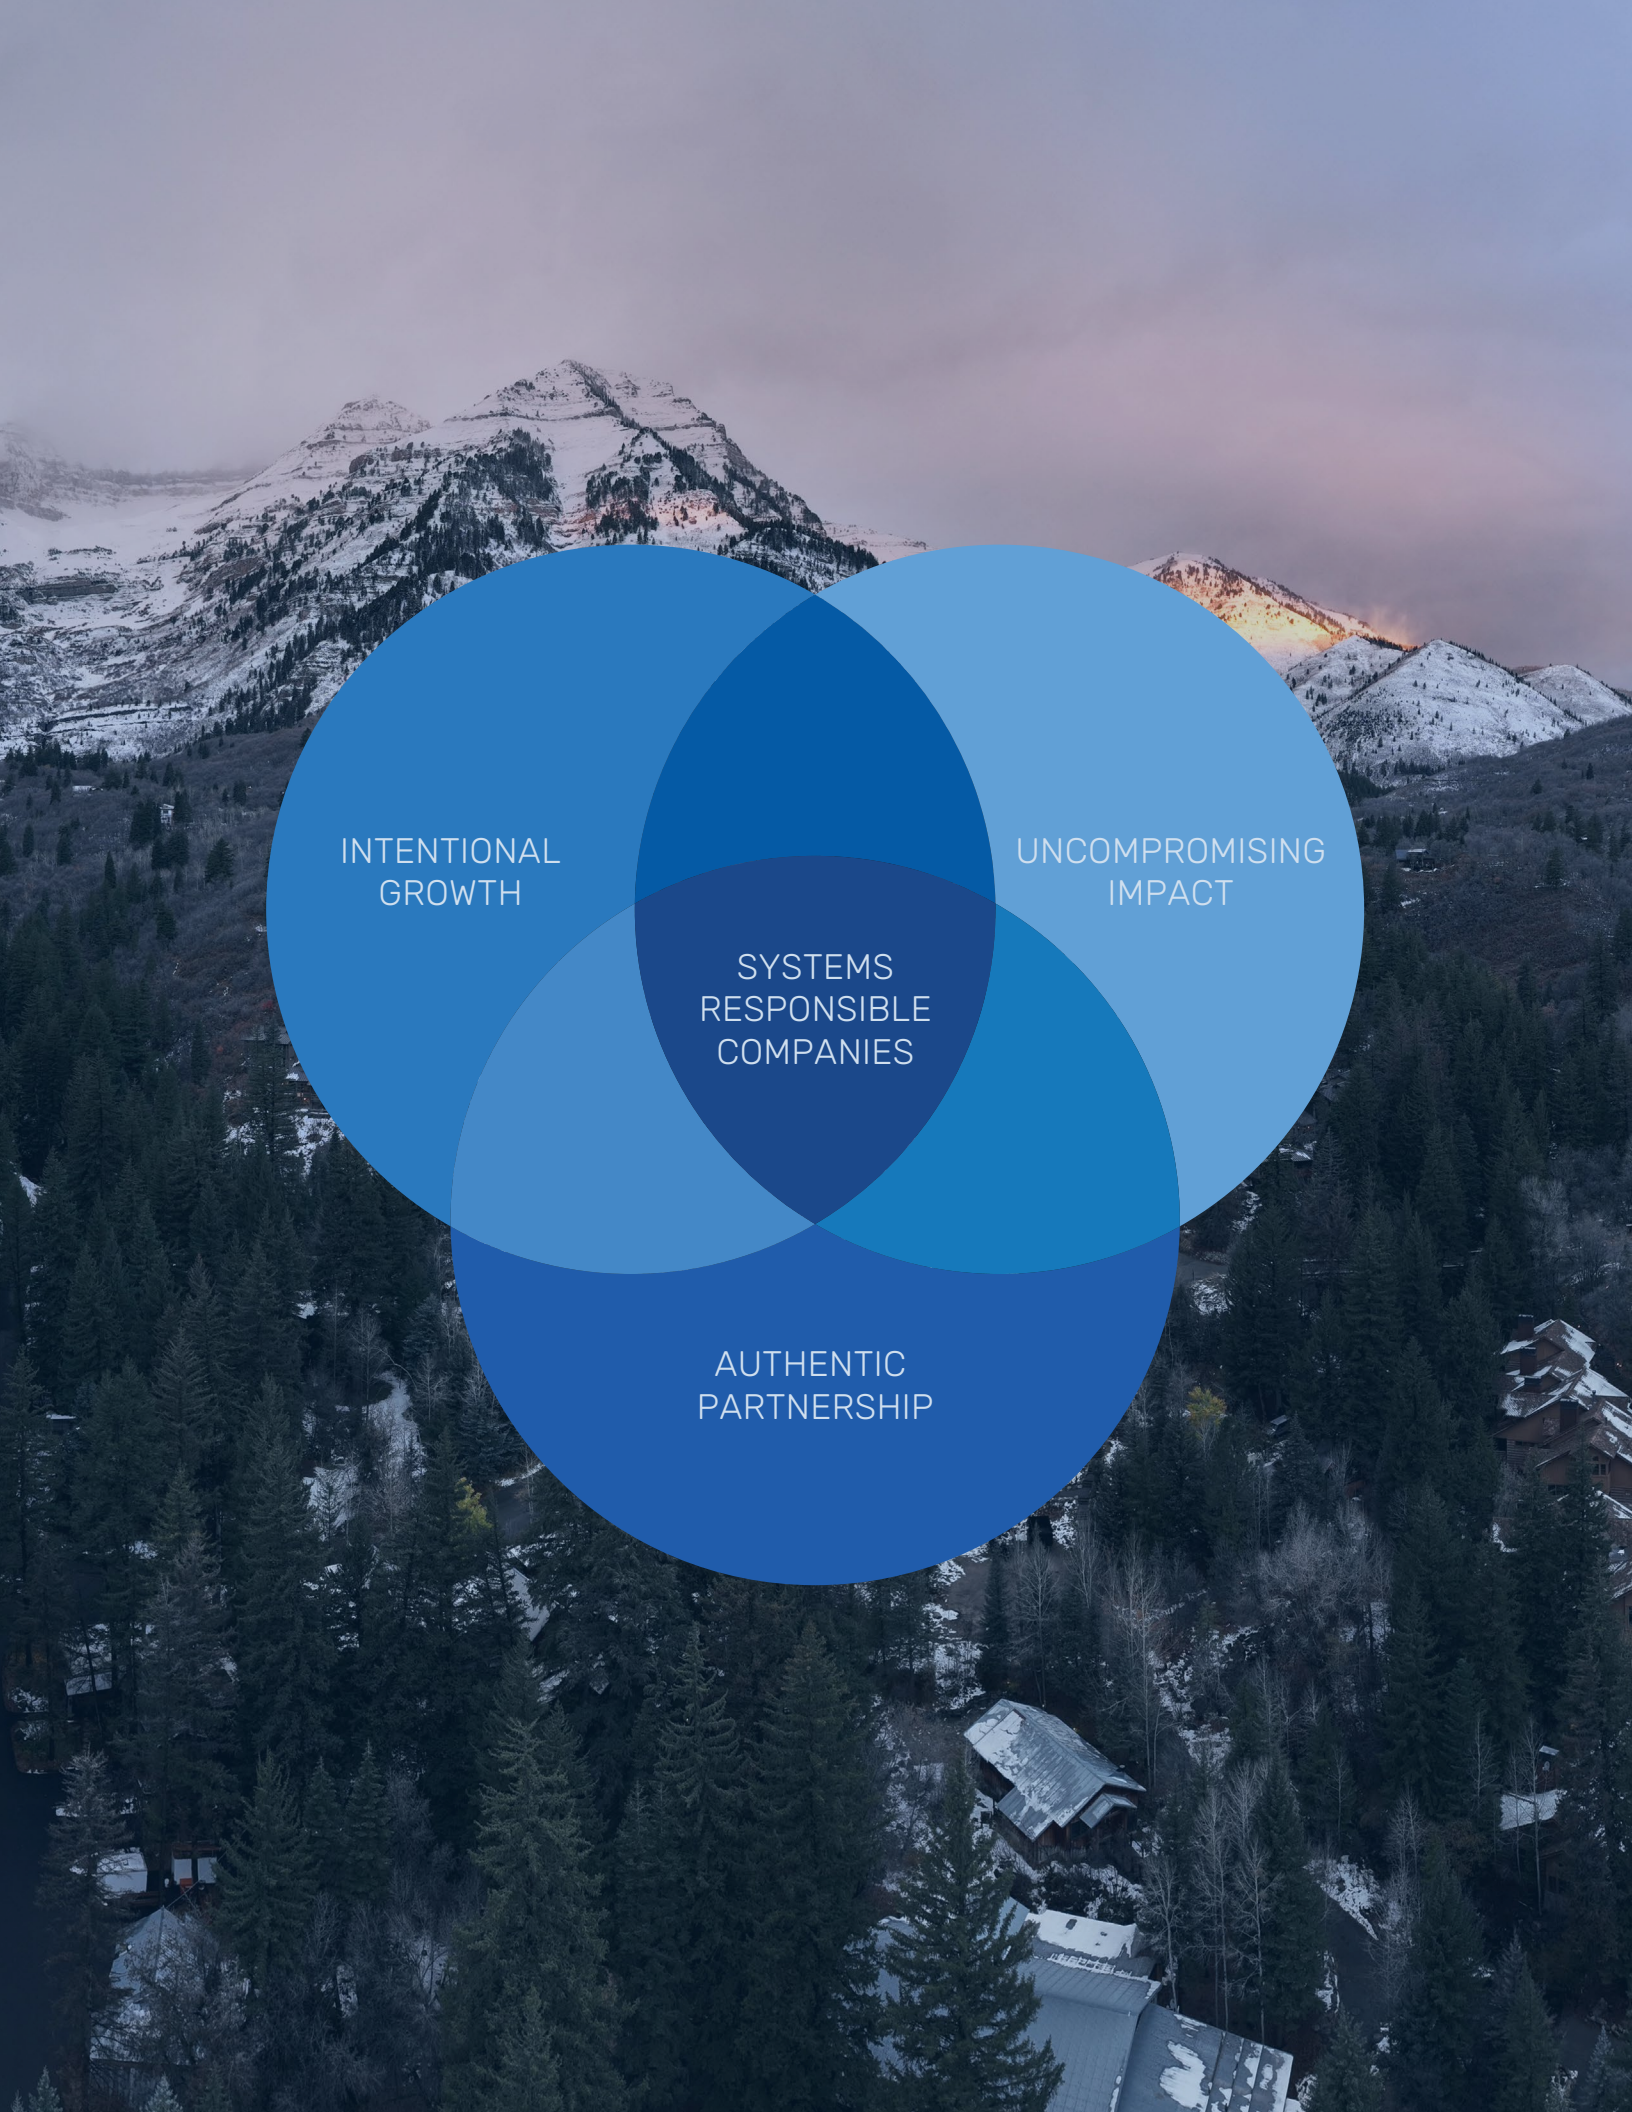 INTENTIONAL
GROWTH
UNCOMPROMISING
IMPACT
SYSTEMS
RESPONSIBLE
COMPANIES
AUTHENTIC
PARTNERSHIP